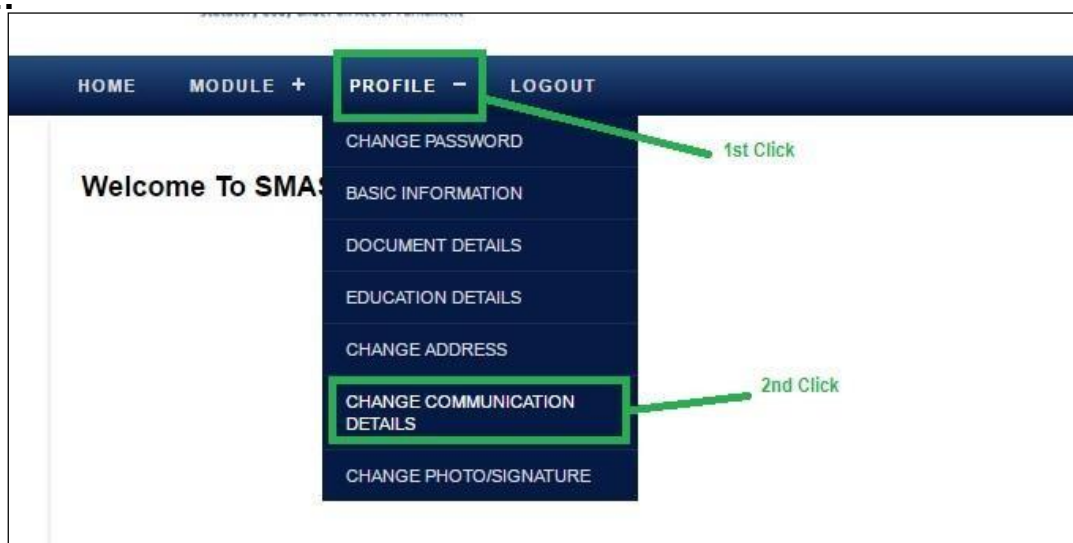 HOME MODULE + PROFILE − LOGOUT
CHANGE PASSWORD
1st Click
Welcome To SMAS
BASIC INFORMATION
DOCUMENT DETAILS
EDUCATION DETAILS
CHANGE ADDRESS
CHANGE COMMUNICATION
DETAILS
2nd Click
CHANGE PHOTO/SIGNATURE